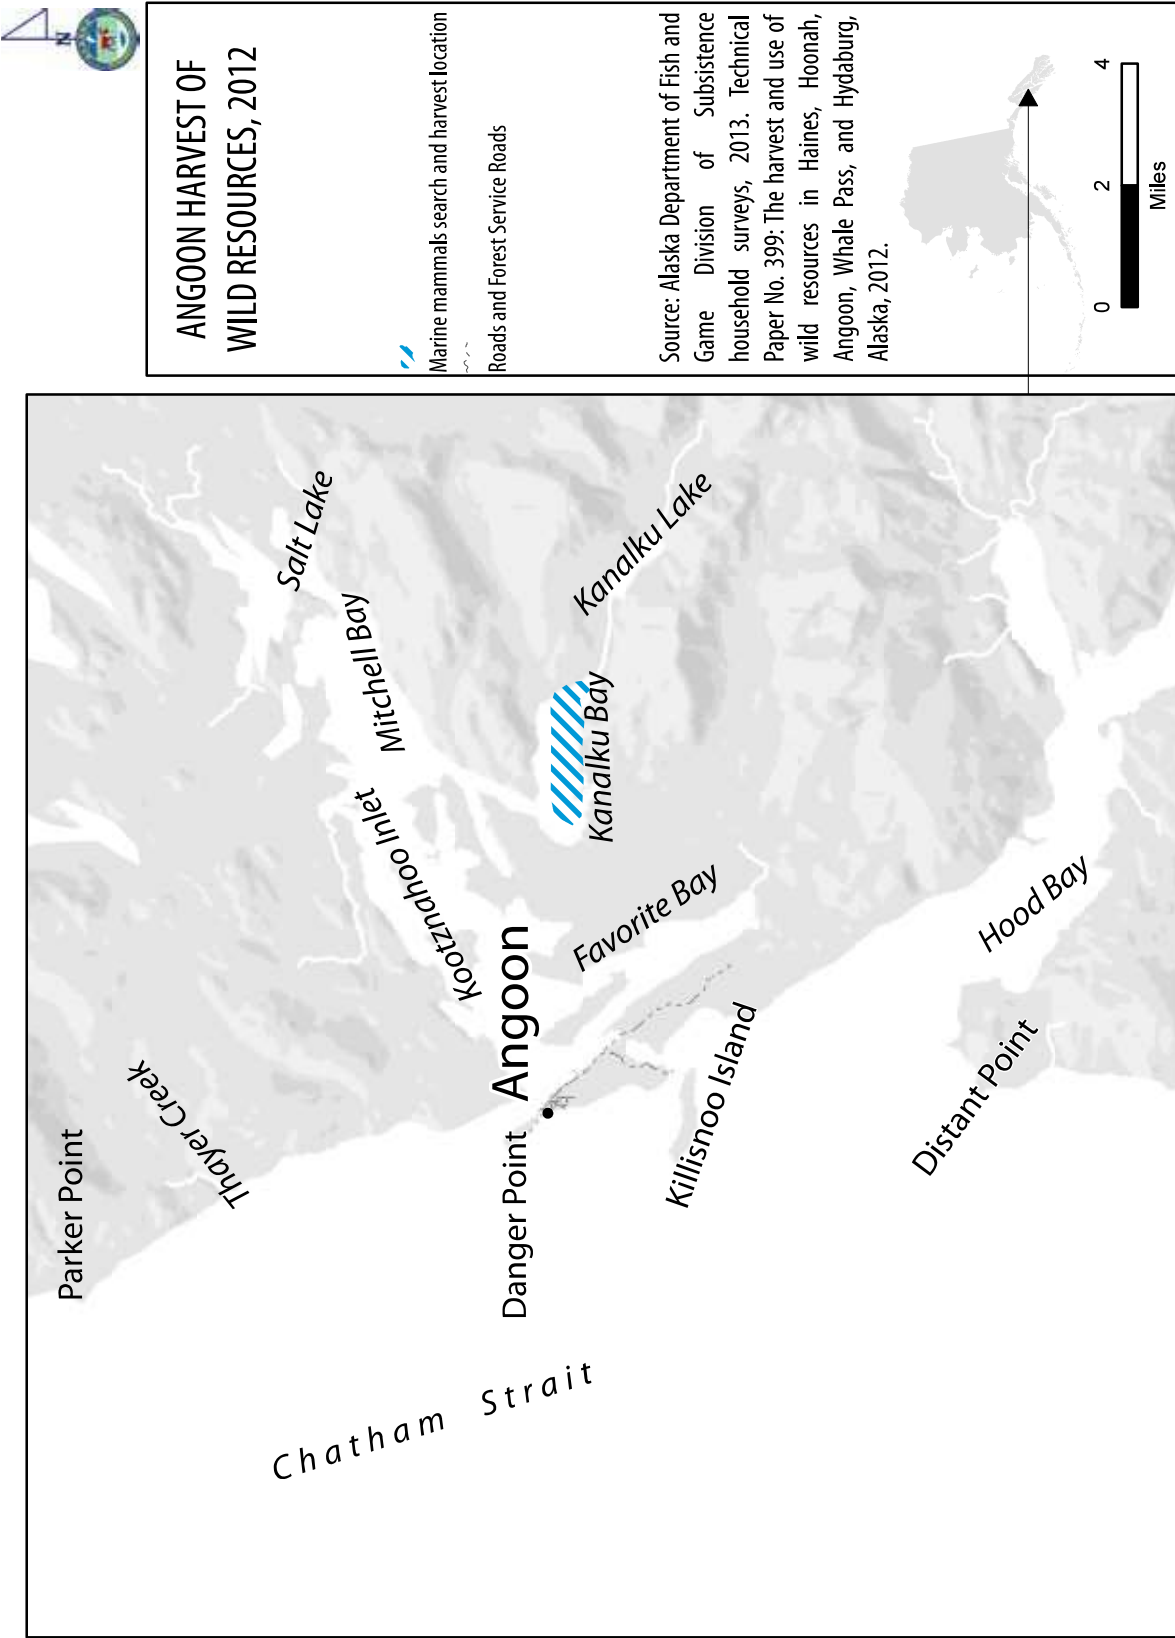 Parker Point
Thayer Creek
Salt Lake
Mitchell Bay
Kootznahoo Inlet
Angoon
Danger Point
Kanalku Lake
Kanalku Bay
Favorite Bay
Killisnoo Island
Hood Bay
Distant Point
Chatham Strait
N
ANGOON HARVEST OF
WILD RESOURCES, 2012
Marine mammals search and harvest location
Roads and Forest Service Roads
Source: Alaska Department of Fish and
Game Division of Subsistence
household surveys, 2013. Technical
Paper No. 399: The harvest and use of
wild resources in Haines, Hoonah,
Angoon, Whale Pass, and Hydaburg,
Alaska, 2012.
0 2 4
Miles